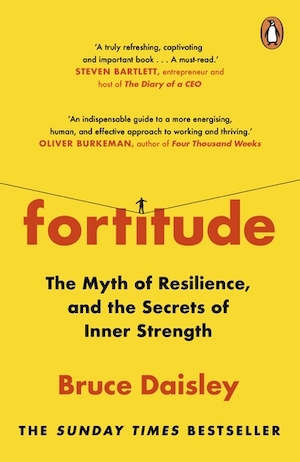 ‘A truly refreshing, captivating
and important book . . . A must-read.’
STEVEN BARTLETT, entrepreneur and
host of The Diary of a CEO
‘An indispensable guide to a more energising,
human, and effective approach to working and thriving.’
OLIVER BURKEMAN, author of Four Thousand Weeks
fortitude
The Myth of Resilience,
and the Secrets of
Inner Strength
Bruce Daisley
THE SUNDAY TIMES BESTSELLER